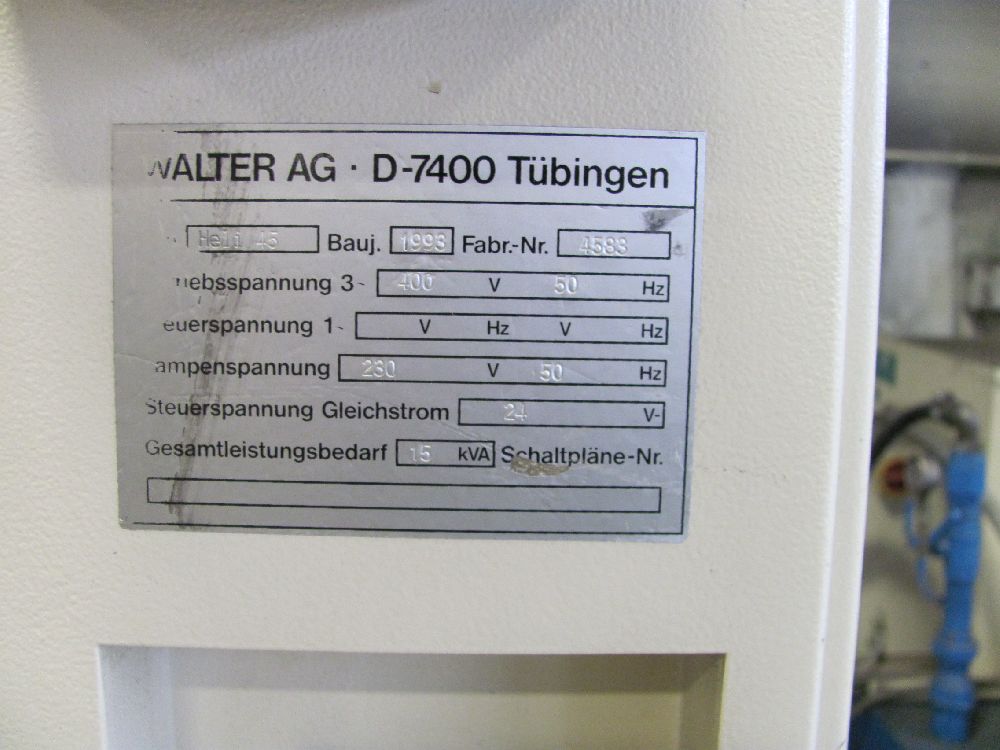 WALTER AG · D-7400 Tübingen
Heli 45 Bauj. 1993 Fabr.-Nr. 4583
iebsspannung 3~ 400 V 50 Hz
euerspannung 1~ V Hz V Hz
ampenspannung 230 V 50 Hz
Steuerspannung Gleichstrom 24 V-
Gesamtleistungsbedarf 15 kVA Schaltpläne-Nr.